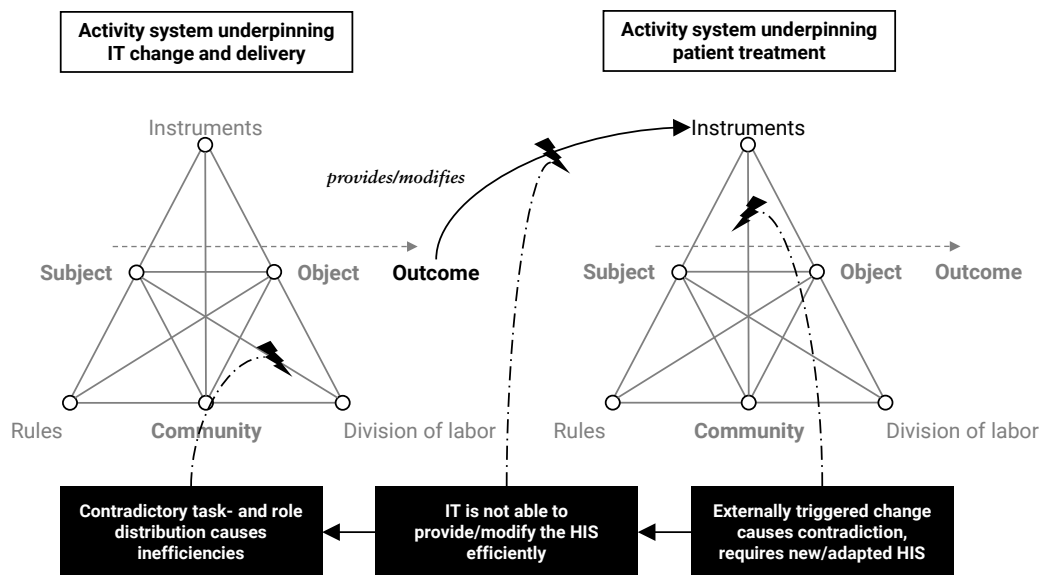 Activity system underpinning
IT change and delivery
Activity system underpinning
patient treatment
Instruments
Instruments
provides/modifies
Subject
Object
Outcome
Subject
Object
Outcome
Rules
Community
Division of labor
Rules
Community
Division of labor
Contradictory task- and role
distribution causes
inefficiencies
IT is not able to
provide/modify the HIS
efficiently
Externally triggered change
causes contradiction,
requires new/adapted HIS